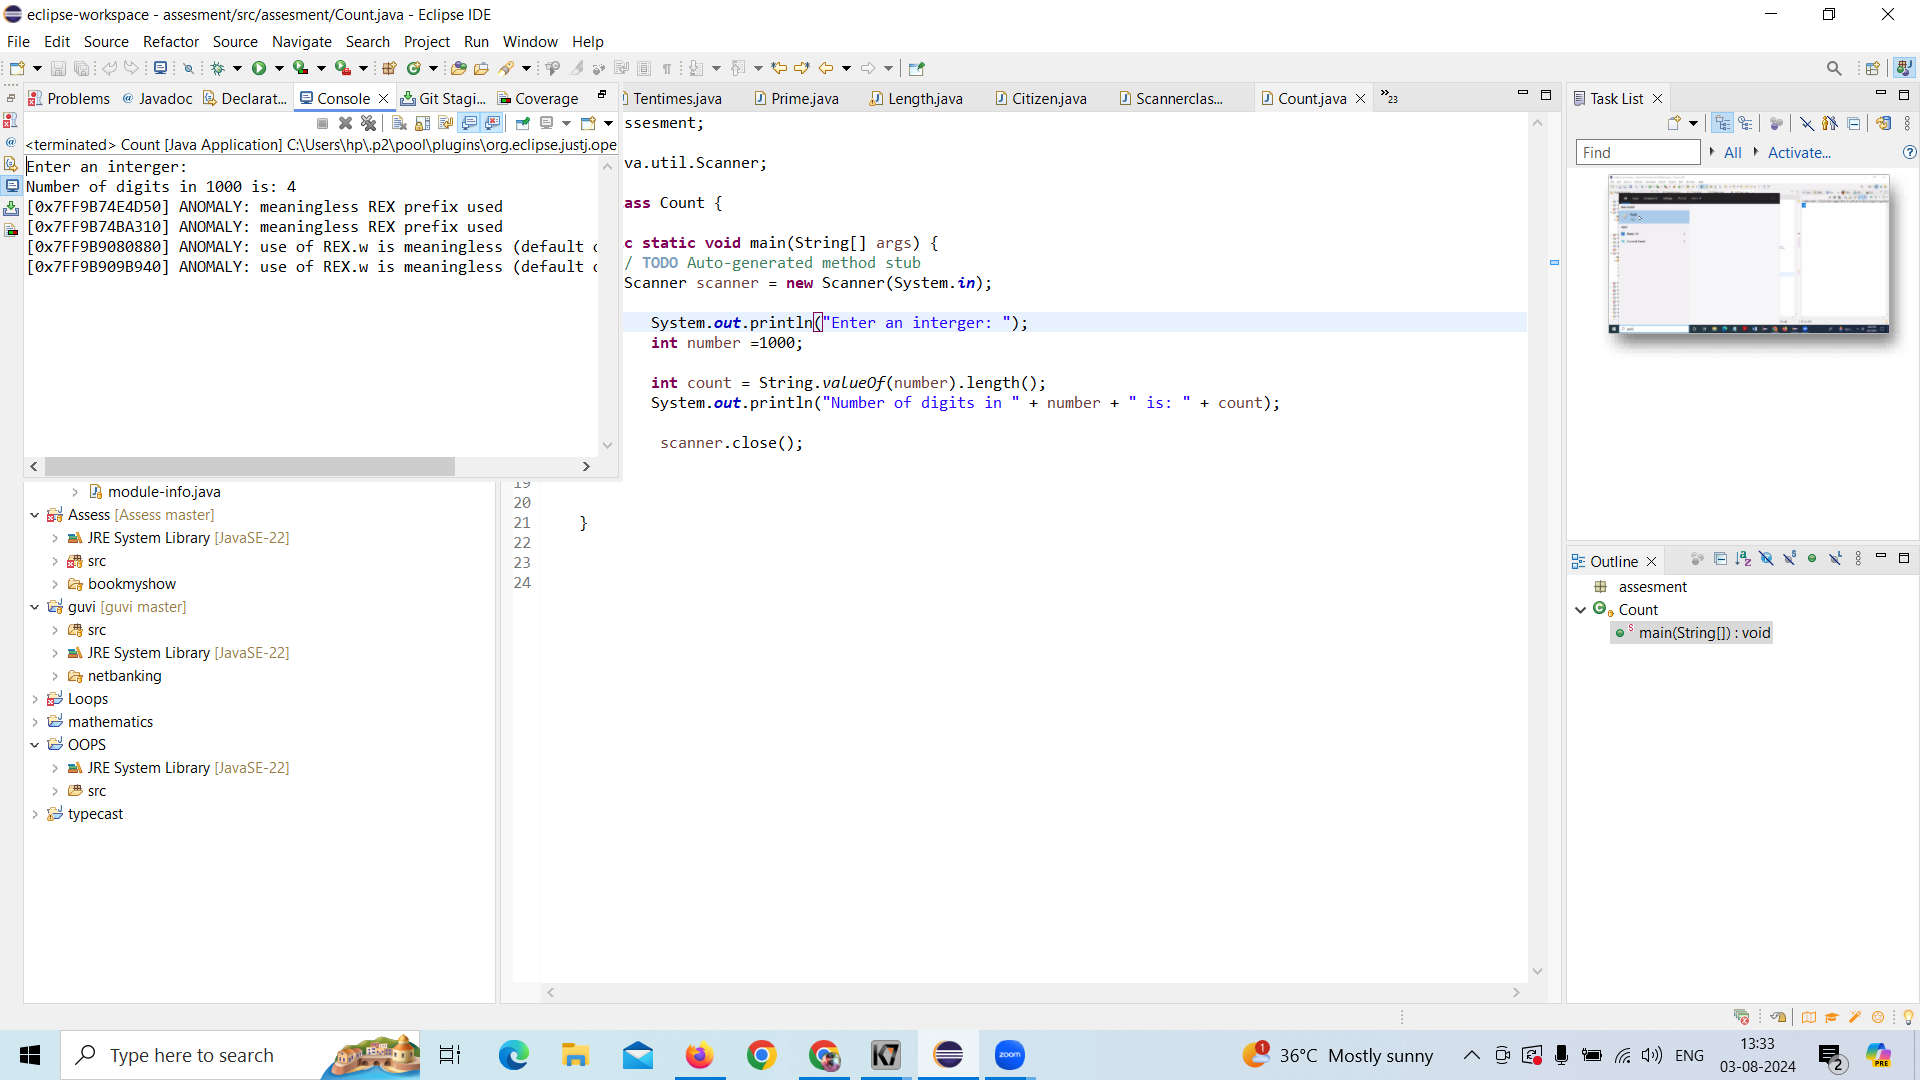 eclipse-workspace - assesment/src/assesment/Count.java - Eclipse IDE
File Edit Source Refactor Source Navigate Search Project Run Window Help
Problems @ Javadoc Declarat... Console Git Stagi... Coverage
Tentimes.java Prime.java Length.java Citizen.java Scannerclas... Count.java »23
Task List
<terminated> Count [Java Application] C:\Users\hp\.p2\pool\plugins\org.eclipse.justj.ope
Enter an interger:
Number of digits in 1000 is: 4
[0x7FF9B74E4D50] ANOMALY: meaningless REX prefix used
[0x7FF9B74BA310] ANOMALY: meaningless REX prefix used
[0x7FF9B9080880] ANOMALY: use of REX.w is meaningless (default
[0x7FF9B909B940] ANOMALY: use of REX.w is meaningless (default
ssesment;
va.util.Scanner;
ass Count {
c static void main(String[] args) {
/ TODO Auto-generated method stub
Scanner scanner = new Scanner(System.in);
System.out.println("Enter an interger: ");
int number =1000;
int count = String.valueOf(number).length();
System.out.println("Number of digits in " + number + " is: " + count);
scanner.close();
19
20
21 }
22
23
24
Find All Activate...
module-info.java
Assess [Assess master]
JRE System Library [JavaSE-22]
src
bookmyshow
guvi [guvi master]
src
JRE System Library [JavaSE-22]
netbanking
Loops
mathematics
OOPS
JRE System Library [JavaSE-22]
src
typecast
Outline
assesment
Count
main(String[]) : void
Type here to search
zoom
36°C Mostly sunny
ENG
13:33
03-08-2024
2